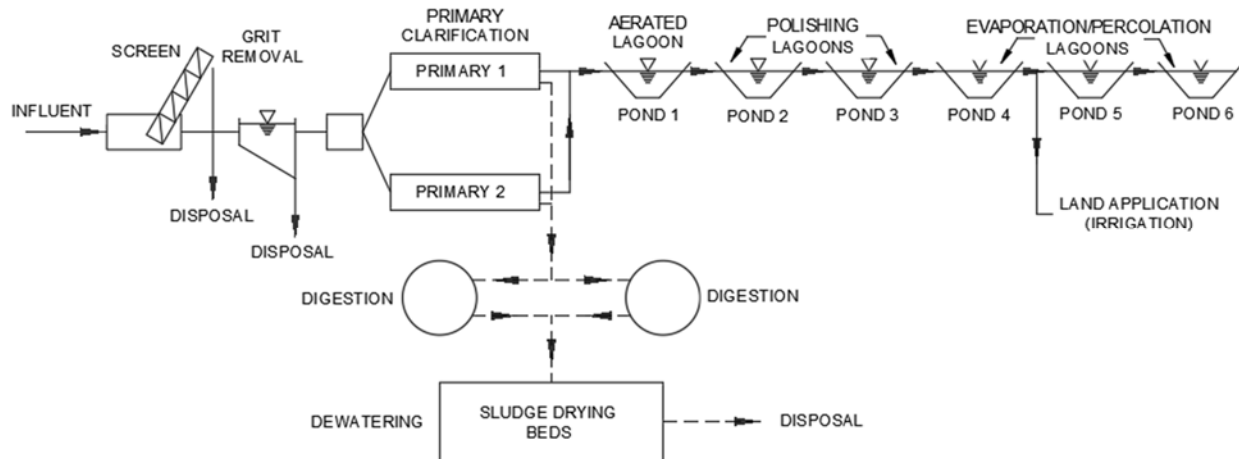 PRIMARY
CLARIFICATION
SCREEN
GRIT
REMOVAL
AERATED
LAGOON
POLISHING
LAGOONS
EVAPORATION/PERCOLATION
LAGOONS
INFLUENT
PRIMARY 1
PRIMARY 2
POND 1
POND 2
POND 3
POND 4
POND 5
POND 6
DISPOSAL
DISPOSAL
LAND APPLICATION
(IRRIGATION)
DIGESTION
DIGESTION
DEWATERING
SLUDGE DRYING
BEDS
DISPOSAL